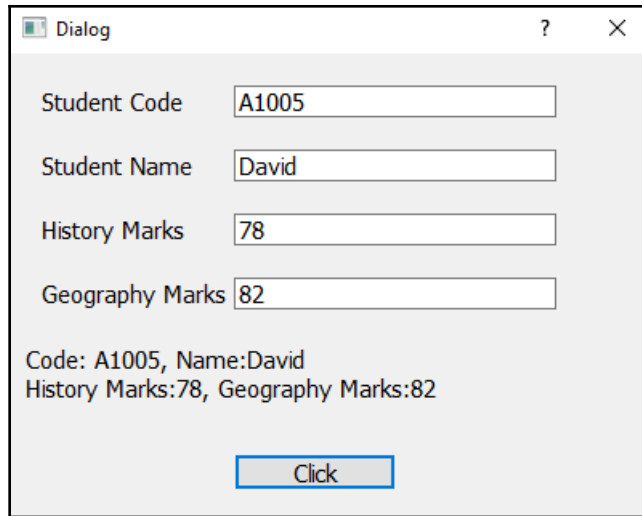 Dialog ?
Student Code A1005
Student Name David
History Marks 78
Geography Marks 82
Code: A1005, Name:David
History Marks:78, Geography Marks:82
Click